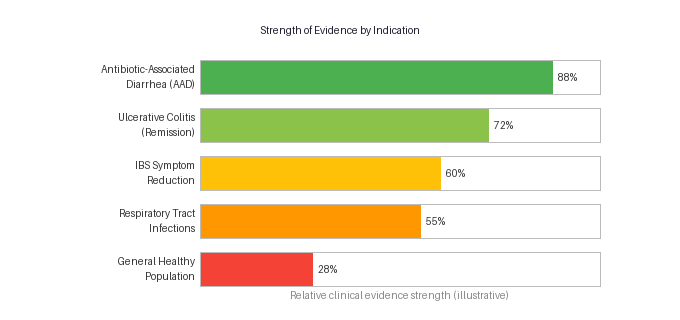 Strength of Evidence by Indication
Antibiotic-Associated
Diarrhea (AAD)
88%
Ulcerative Colitis
(Remission)
72%
IBS Symptom
Reduction
60%
Respiratory Tract
Infections
55%
General Healthy
Population
28%
Relative clinical evidence strength (illustrative)